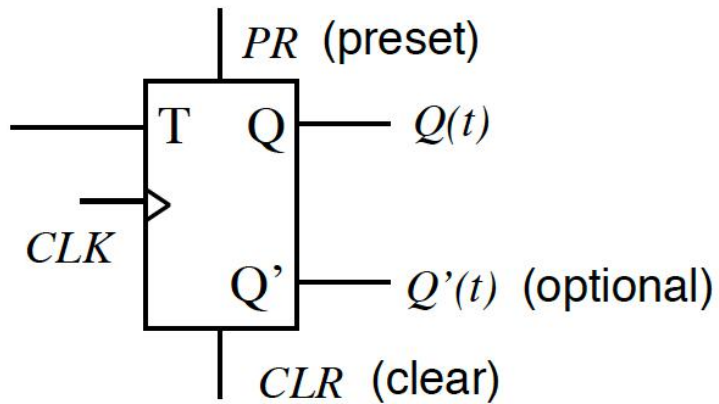 PR (preset)
T Q Q(t)
CLK
Q’ Q’(t) (optional)
CLR (clear)